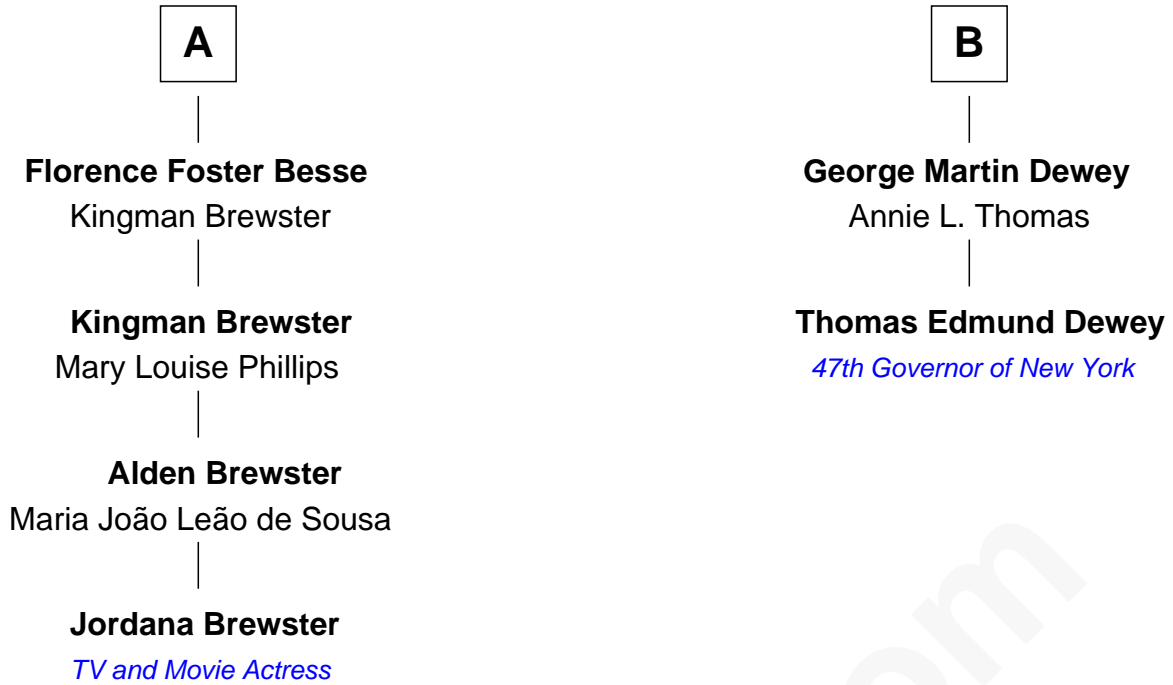 A
Florence Foster Besse
Kingman Brewster
Kingman Brewster
Mary Louise Phillips
Alden Brewster
Maria João Leão de Sousa
Jordana Brewster
TV and Movie Actress
B
George Martin Dewey
Annie L. Thomas
Thomas Edmund Dewey
47th Governor of New York
om